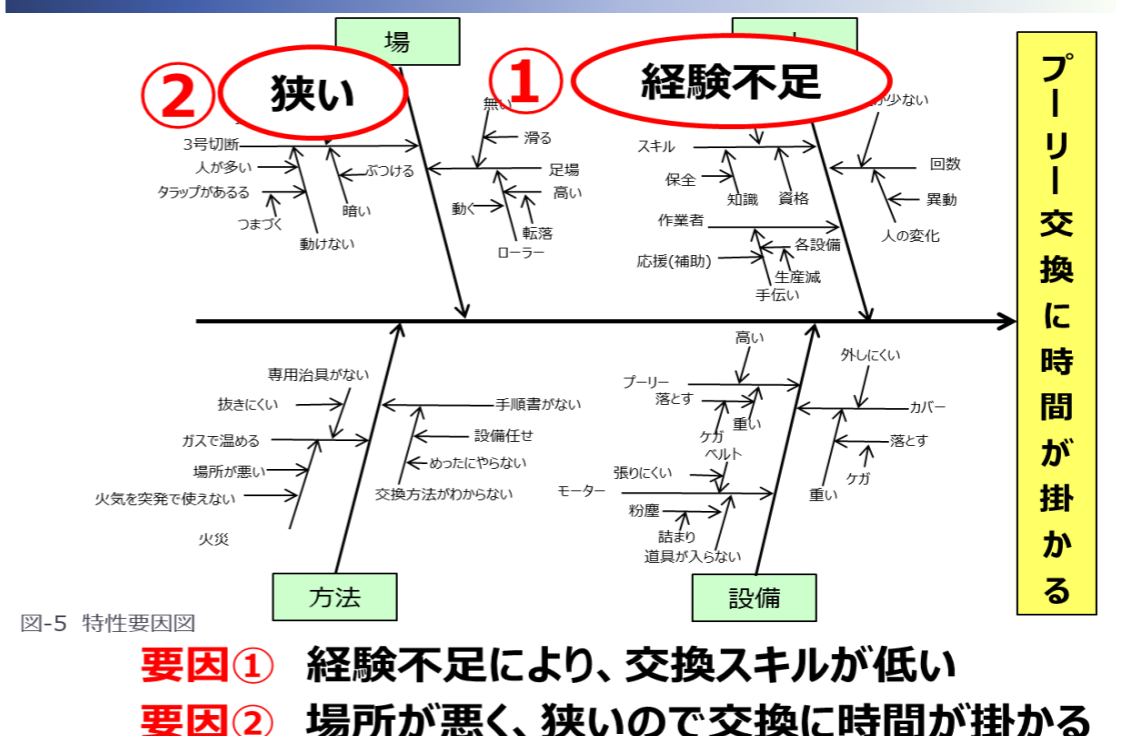 場
② 狭い
① 経験不足
無い
滑る
3号切断
足場
人が多い
ぶつける
タラップがあるる
高い
つまづく
暗い
動く
転落
動けない
ローラー
が少ない
スキル
回数
保全
知識
資格
異動
作業者
人の変化
各設備
応援(補助)
生産減
手伝い
プーリー交換に時間が掛かる
専用治具がない
抜きにくい
手順書がない
ガスで温める
設備任せ
場所が悪い
めったにやらない
火気を突発で使えない
交換方法がわからない
火災
方法
高い
外しにくい
プーリー
落とす
カバー
重い
ケガ
落とす
ベルト
張りにくい
ケガ
モーター
重い
粉塵
詰まり
道具が入らない
設備
図-5 特性要因図
要因① 経験不足により、交換スキルが低い
要因② 場所が悪く、狭いので交換に時間が掛かる